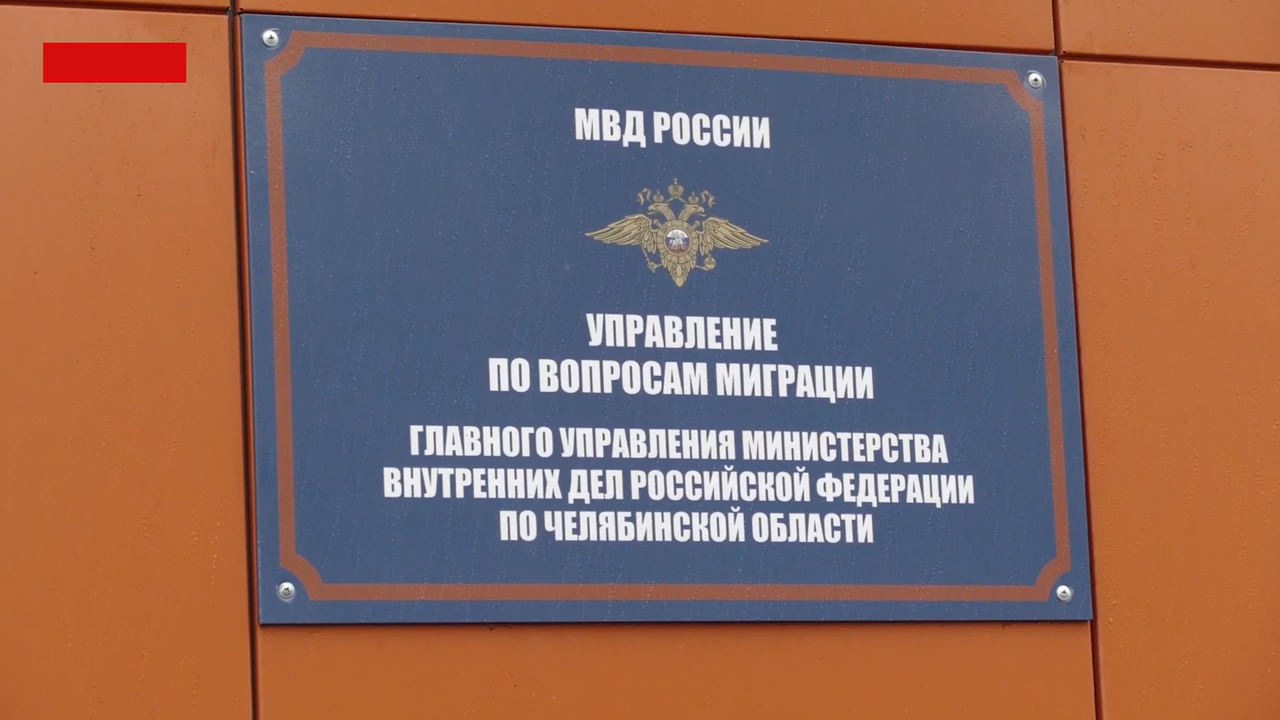 МВД РОССИИ
УПРАВЛЕНИЕ
ПО ВОПРОСАМ МИГРАЦИИ
ГЛАВНОГО УПРАВЛЕНИЯ МИНИСТЕРСТВА
ВНУТРЕННИХ ДЕЛ РОССИЙСКОЙ ФЕДЕРАЦИИ
ПО ЧЕЛЯБИНСКОЙ ОБЛАСТИ